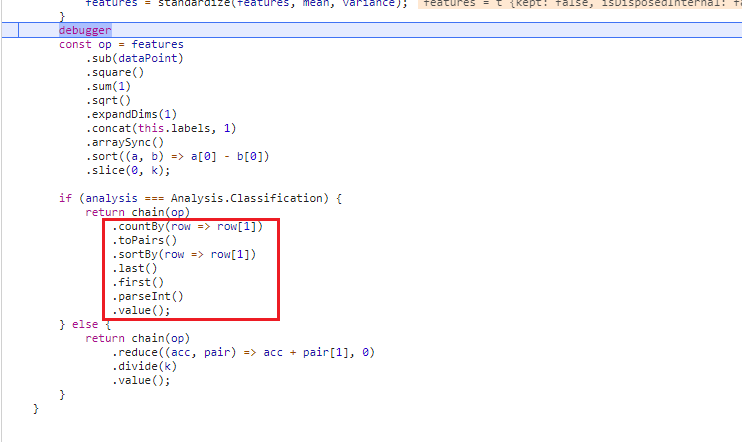 features = standardize(features, mean, variance); features = t {kept: false, isDisposedInternal: fa
}
debugger
const op = features
.sub(dataPoint)
.square()
.sum(1)
.sqrt()
.expandDims(1)
.concat(this.labels, 1)
.arraySync()
.sort((a, b) => a[0] - b[0])
.slice(0, k);
if (analysis === Analysis.Classification) {
return chain(op)
.countBy(row => row[1])
.toPairs()
.sortBy(row => row[1])
.last()
.first()
.parseInt()
.value();
} else {
return chain(op)
.reduce((acc, pair) => acc + pair[1], 0)
.divide(k)
.value();
}
}